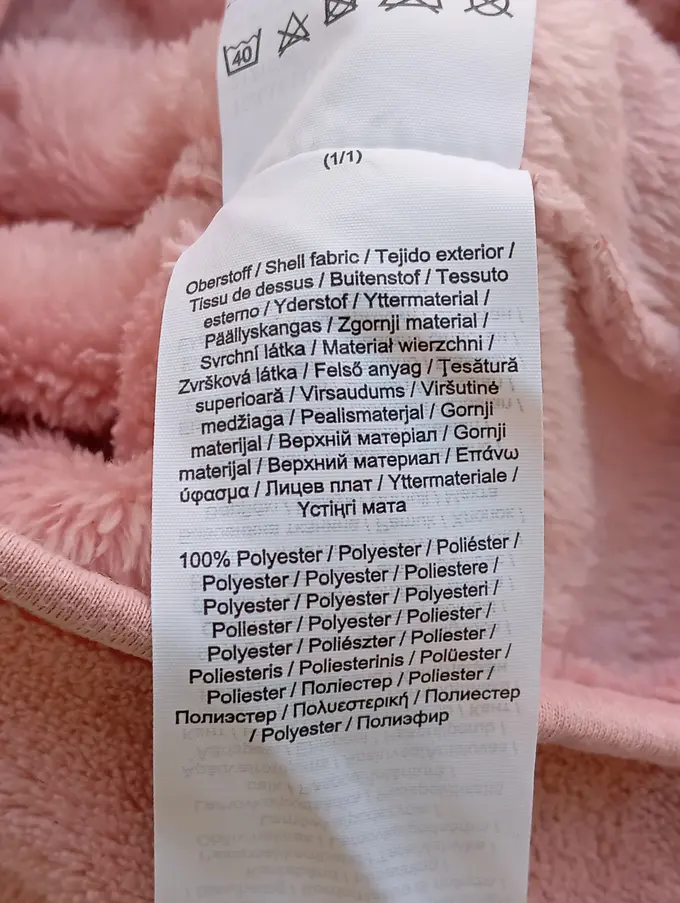 40
(1/1)
Oberstoff / Shell fabric / Tejido exterior /
Tissu de dessus / Buitenstof / Tessuto
esterno / Yderstof / Yttermaterial /
Päällyskangas / Zgornji material /
Svrchní látka / Materiał wierzchni /
Zvršková látka / Felső anyag / Ţesătură
superioară / Virsaudums / Viršutinė
medžiaga / Pealismaterjal / Gornji
materijal / Верхній матеріал / Gornji
materijal / Верхний материал / Επάνω
ύφασμα / Лицев плат / Yttermateriale /
Үстіңгі мата
100% Polyester / Polyester / Poliéster /
Polyester / Polyester / Poliestere /
Polyester / Polyester / Polyesteri /
Poliester / Polyester / Poliester /
Polyester / Poliészter / Poliester /
Poliesteris / Poliesterinis / Polüester /
Poliester / Поліестер / Poliester /
Полиэстер / Πολυεστερική / Полиестер
/ Polyester / Полиэфир